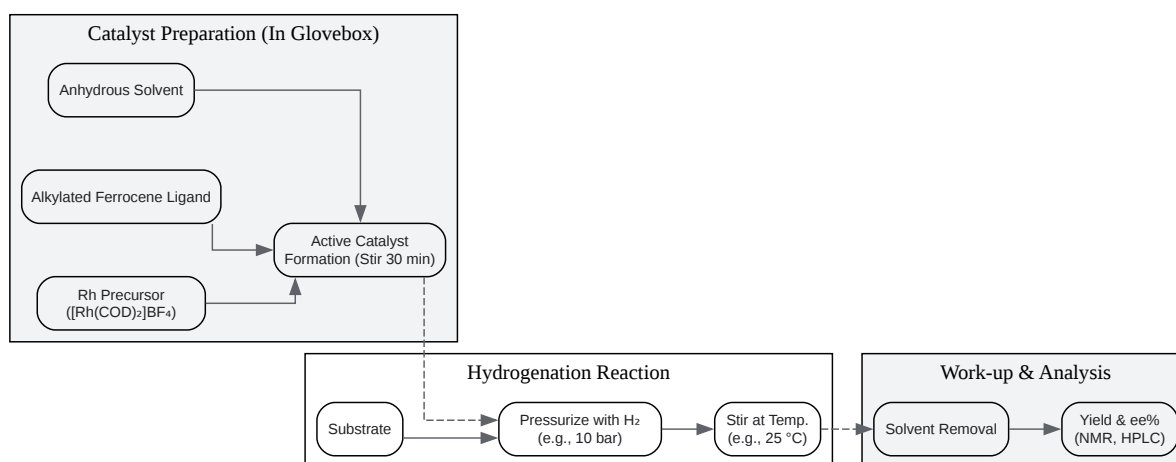 Catalyst Preparation (In Glovebox)
Anhydrous Solvent
Alkylated Ferrocene Ligand
Active Catalyst
Formation (Stir 30 min)
Rh Precursor
([Rh(COD)₂]BF₄)
Hydrogenation Reaction
Substrate
Pressurize with H₂
(e.g., 10 bar)
Stir at Temp.
(e.g., 25 °C)
Work-up & Analysis
Solvent Removal
Yield & ee%
(NMR, HPLC)